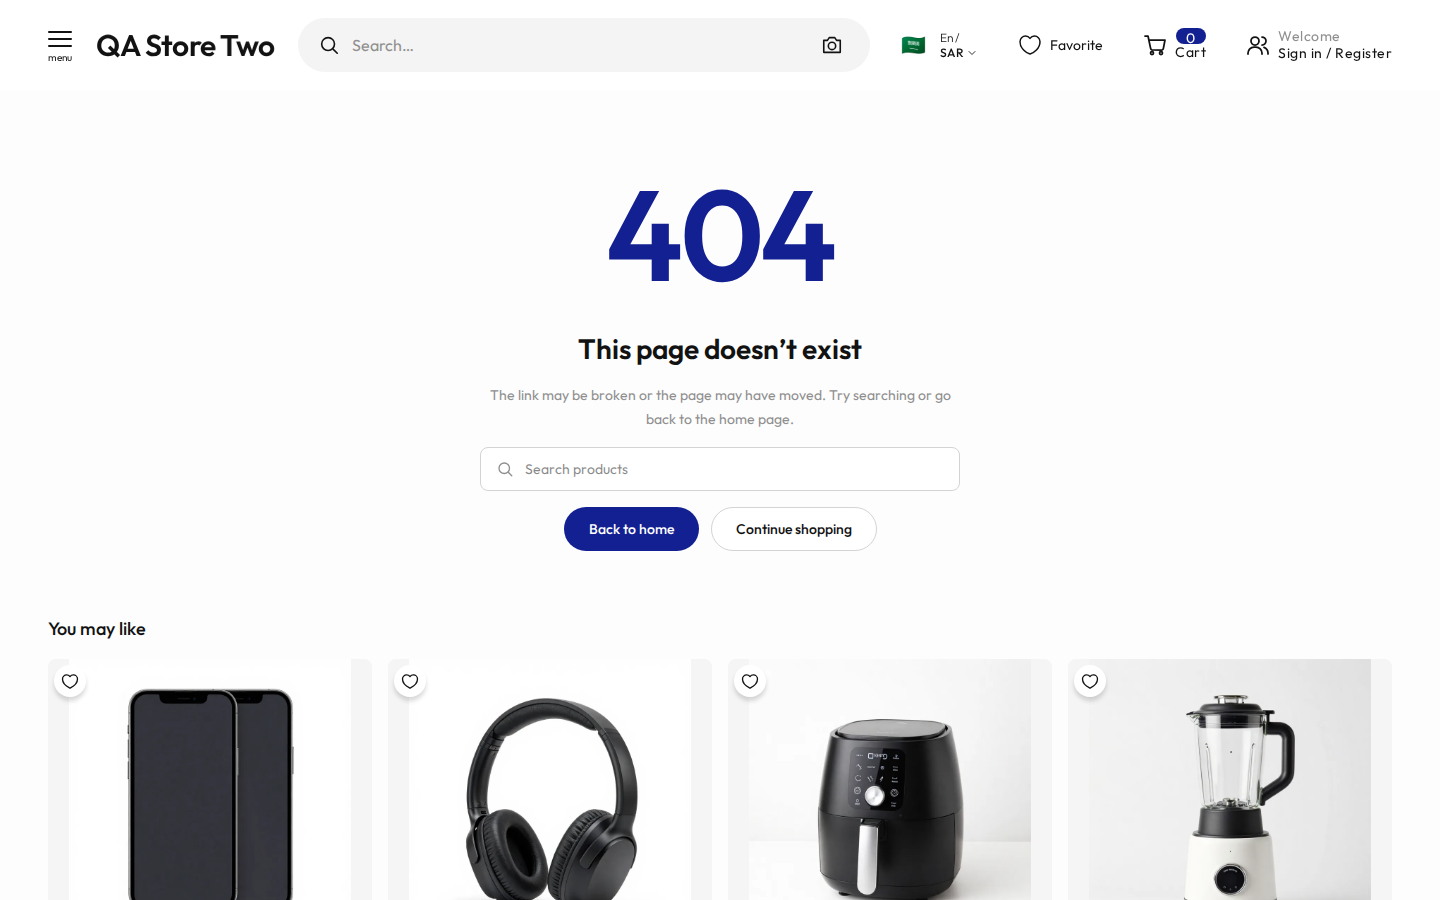 menu
QA Store Two
Search...
En/
SAR
Favorite
0
Cart
Welcome
Sign in / Register
404
This page doesn’t exist
The link may be broken or the page may have moved. Try searching or go
back to the home page.
Search products
Back to home
Continue shopping
You may like